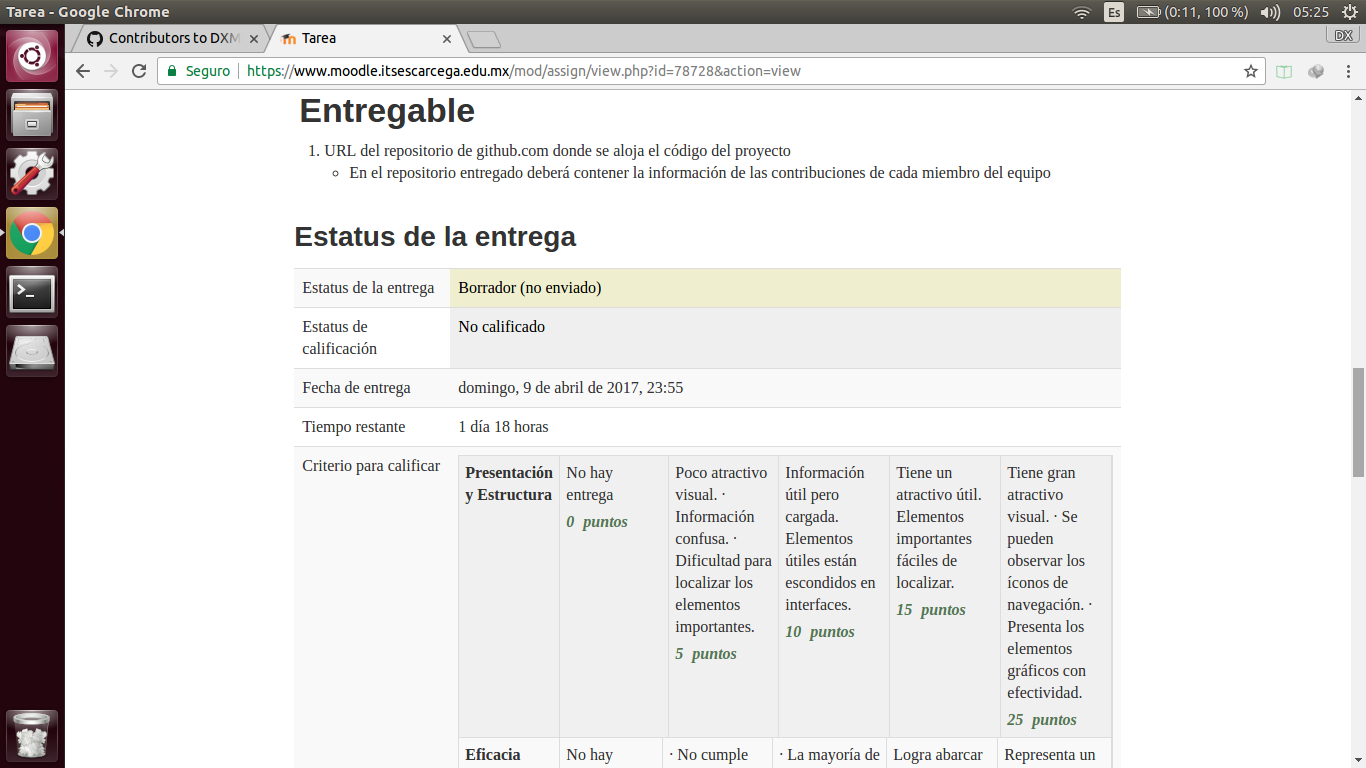 Tarea - Google Chrome
Es
(0:11, 100 %)
05:25
Contributors to DXM
Tarea
DX
Seguro
https://www.moodle.itsescarcega.edu.mx/mod/assign/view.php?id=78728&action=view
Entregable
1. URL del repositorio de github.com donde se aloja el código del proyecto
En el repositorio entregado deberá contener la información de las contribuciones de cada miembro del equipo
Estatus de la entrega
Estatus de la entrega
Borrador (no enviado)
Estatus de
calificación
No calificado
Fecha de entrega
domingo, 9 de abril de 2017, 23:55
Tiempo restante
1 día 18 horas
Criterio para calificar
Presentación
y Estructura
No hay
entrega
0 puntos
Poco atractivo
visual. ·
Información
confusa. ·
Dificultad para
localizar los
elementos
importantes.
5 puntos
Información
útil pero
cargada.
Elementos
útiles están
escondidos en
interfaces.
10 puntos
Tiene un
atractivo útil.
Elementos
importantes
fáciles de
localizar.
15 puntos
Tiene gran
atractivo
visual. · Se
pueden
observar los
íconos de
navegación. ·
Presenta los
elementos
gráficos con
efectividad.
25 puntos
Eficacia
No hay
· No cumple
· La mayoría de
Logra abarcar
Representa un